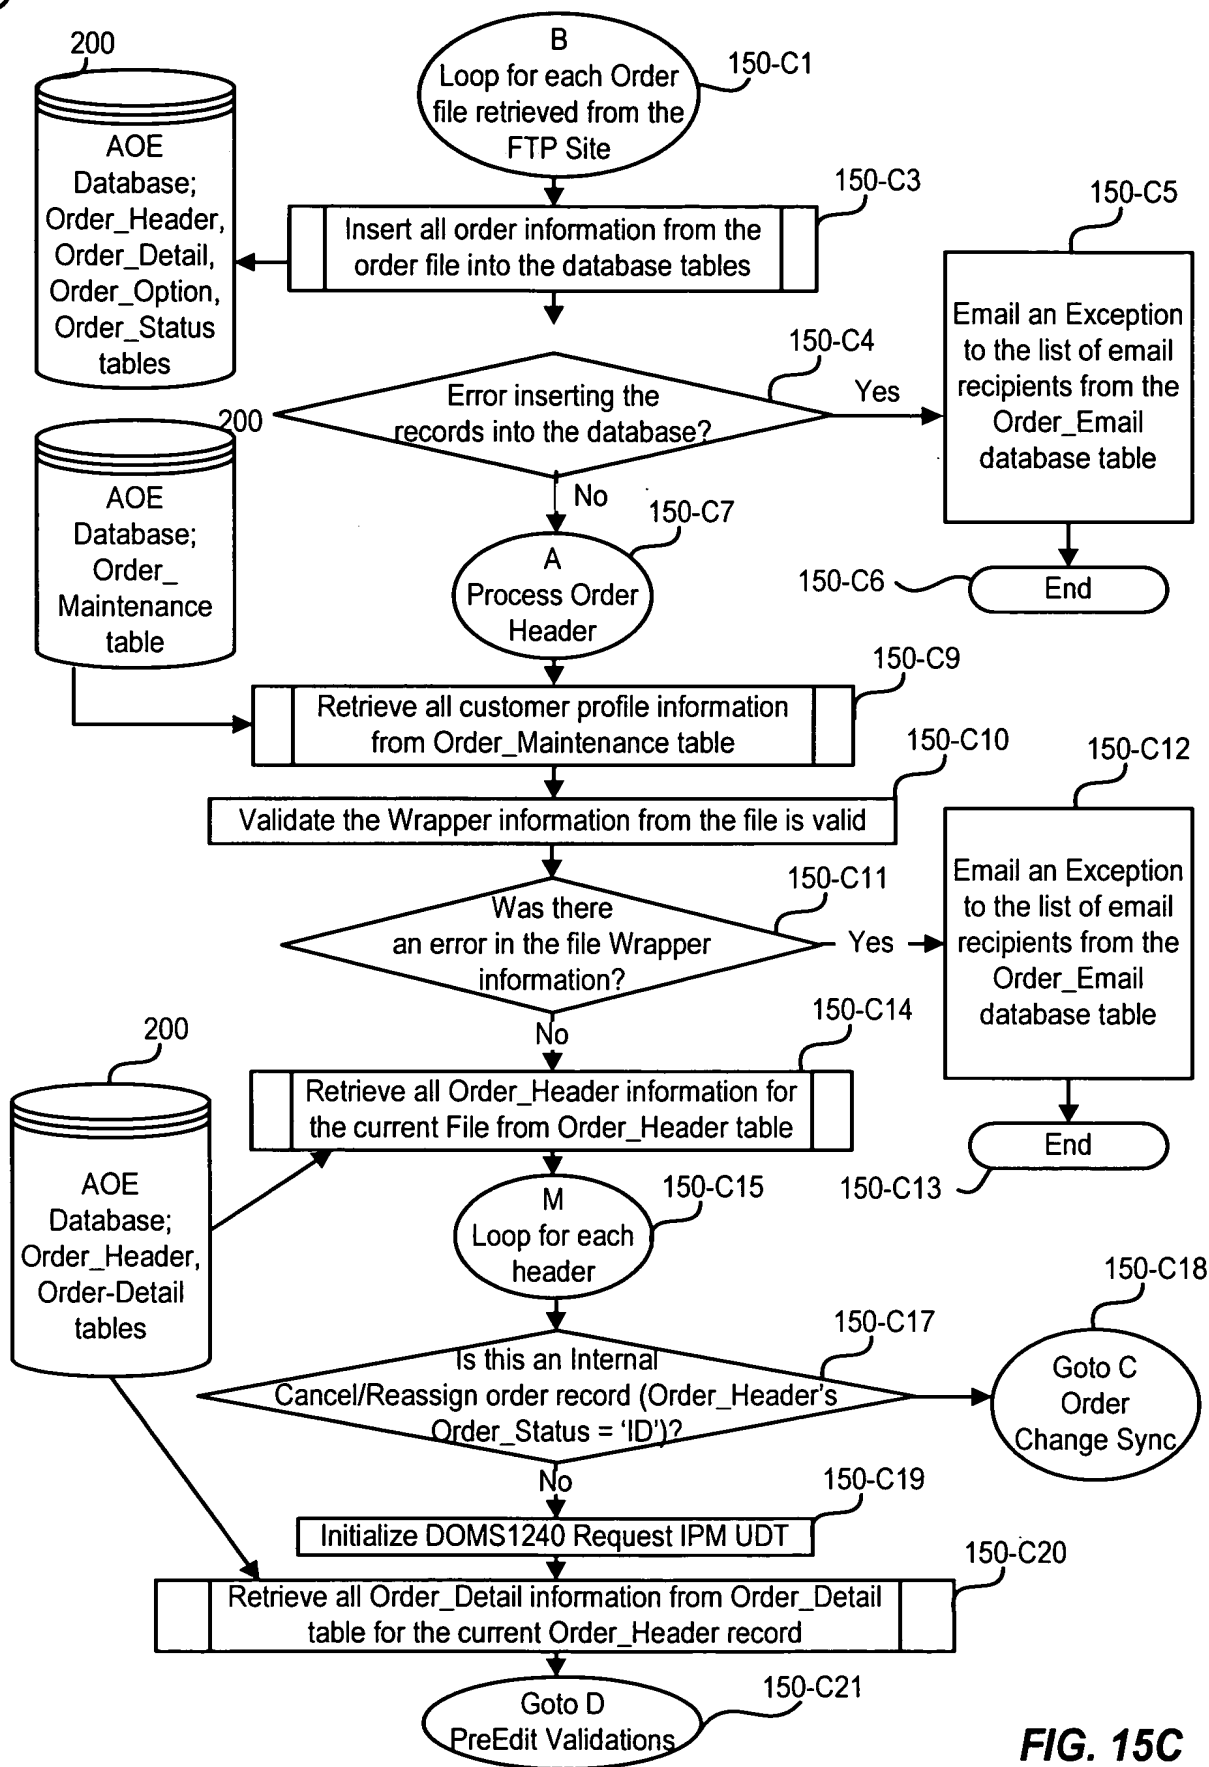 B
Loop for each Order
file retrieved from the
FTP Site
150-C1
200
AOE
Database;
Order_Header,
Order_Detail,
Order_Option,
Order_Status
tables
150-C3
Insert all order information from the
order file into the database tables
150-C4
Error inserting the
records into the database?
Yes
150-C5
Email an Exception
to the list of email
recipients from the
Order_Email
database table
150-C6
End
No
200
AOE
Database;
Order_
Maintenance
table
150-C7
A
Process Order
Header
150-C9
Retrieve all customer profile information
from Order_Maintenance table
150-C10
Validate the Wrapper information from the file is valid
150-C11
Was there
an error in the file Wrapper
information?
Yes
150-C12
Email an Exception
to the list of email
recipients from the
Order_Email
database table
End
150-C13
No
200
AOE
Database;
Order_Header,
Order-Detail
tables
150-C14
Retrieve all Order_Header information for
the current File from Order_Header table
150-C15
M
Loop for each
header
150-C17
Is this an Internal
Cancel/Reassign order record (Order_Header's
Order_Status = ‘ID’)?
150-C18
Goto C
Order
Change Sync
No
150-C19
Initialize DOMS1240 Request IPM UDT
150-C20
Retrieve all Order_Detail information from Order_Detail
table for the current Order_Header record
150-C21
Goto D
PreEdit Validations
FIG. 15C